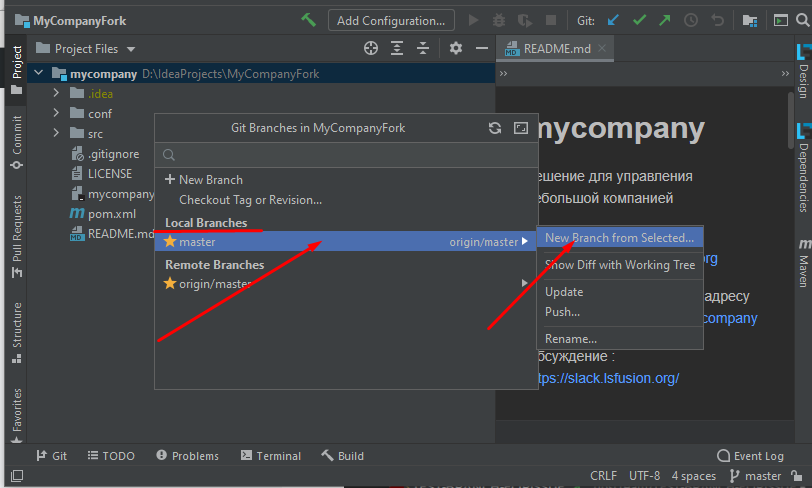 MyCompanyFork
Add Configuration...
Git:
Project Files
README.md
mycompany D:\IdeaProjects\MyCompanyFork
.idea
conf
src
.gitignore
LICENSE
mycompany
pom.xml
README.md
Git Branches in MyCompanyFork
New Branch
Checkout Tag or Revision...
Local Branches
master origin/master
Remote Branches
origin/master
New Branch from Selected...
Show Diff with Working Tree
Update
Push...
Rename...
mycompany
ешение для управления
ебольшой компанией
org
адресу
company
бсуждение :
ttps://slack.lsfusion.org/
Project
Commit
Pull Requests
Structure
Favorites
Design
Dependencies
Maven
Git
TODO
Problems
Terminal
Build
Event Log
CRLF UTF-8 4 spaces master